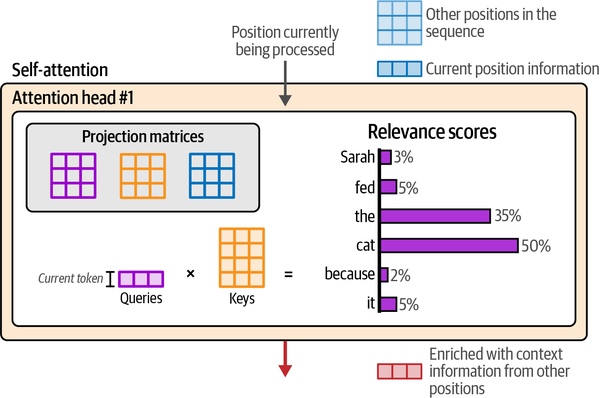 Position currently
being processed
Other positions in the
sequence
Current position information
Self-attention
Attention head #1
Projection matrices
Relevance scores
Sarah 3%
fed 5%
the 35%
cat 50%
because 2%
it 5%
Current token
×
=
Queries
Keys
Enriched with context
information from other
positions